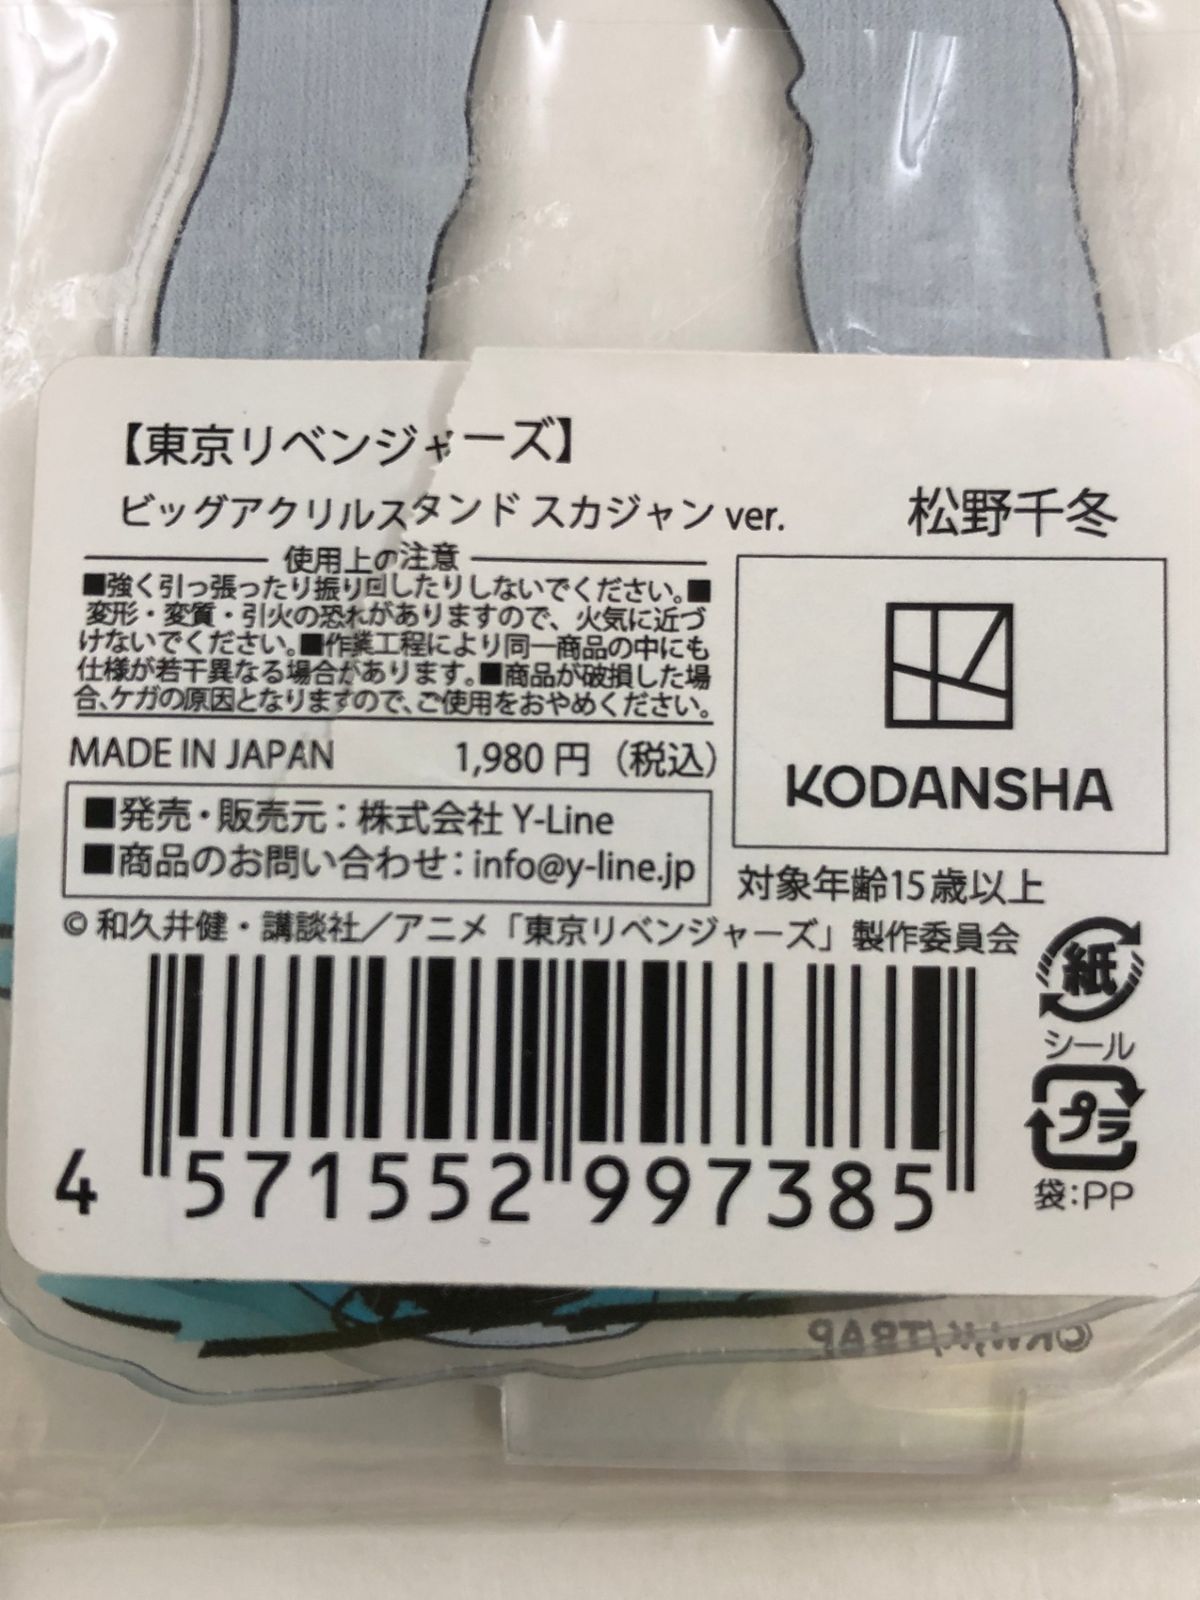 【東京リベンジャーズ】
ビッグアクリルスタンド スカジャン ver. 松野千冬
使用上の注意
■強く引っ張ったり振り回したりしないでください。■
変形・変質・引火の恐れがありますので、火気に近づ
けないでください。■作業工程により同一商品の中にも
仕様が若干異なる場合があります。■商品が破損した場
合、ケガの原因となりますので、ご使用をおやめください。
MADE IN JAPAN 1,980 円（税込）
KODANSHA
■発売・販売元：株式会社 Y-Line
■商品のお問い合わせ：info@y-line.jp
対象年齢15歳以上
© 和久井健・講談社／アニメ「東京リベンジャーズ」製作委員会
紙
シール
プラ
袋：PP
4 571552 997385
©KW,K/TRAP